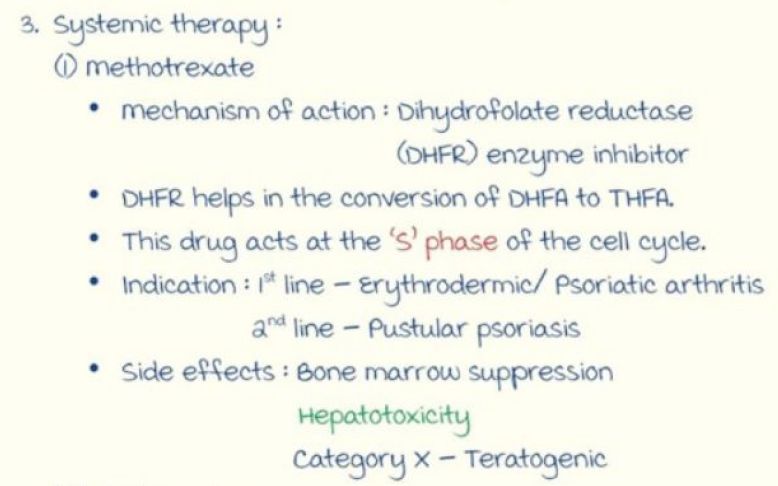 3. Systemic therapy :
① methotrexate
• mechanism of action : Dihydrofolate reductase
(DHFR) enzyme inhibitor
• DHFR helps in the conversion of DHFA to THFA.
• This drug acts at the 'S' phase of the cell cycle.
• Indication : 1st line – Erythrodermic/ Psoriatic arthritis
2nd line – Pustular psoriasis
• Side effects : Bone marrow suppression
Hepatotoxicity
Category X – Teratogenic